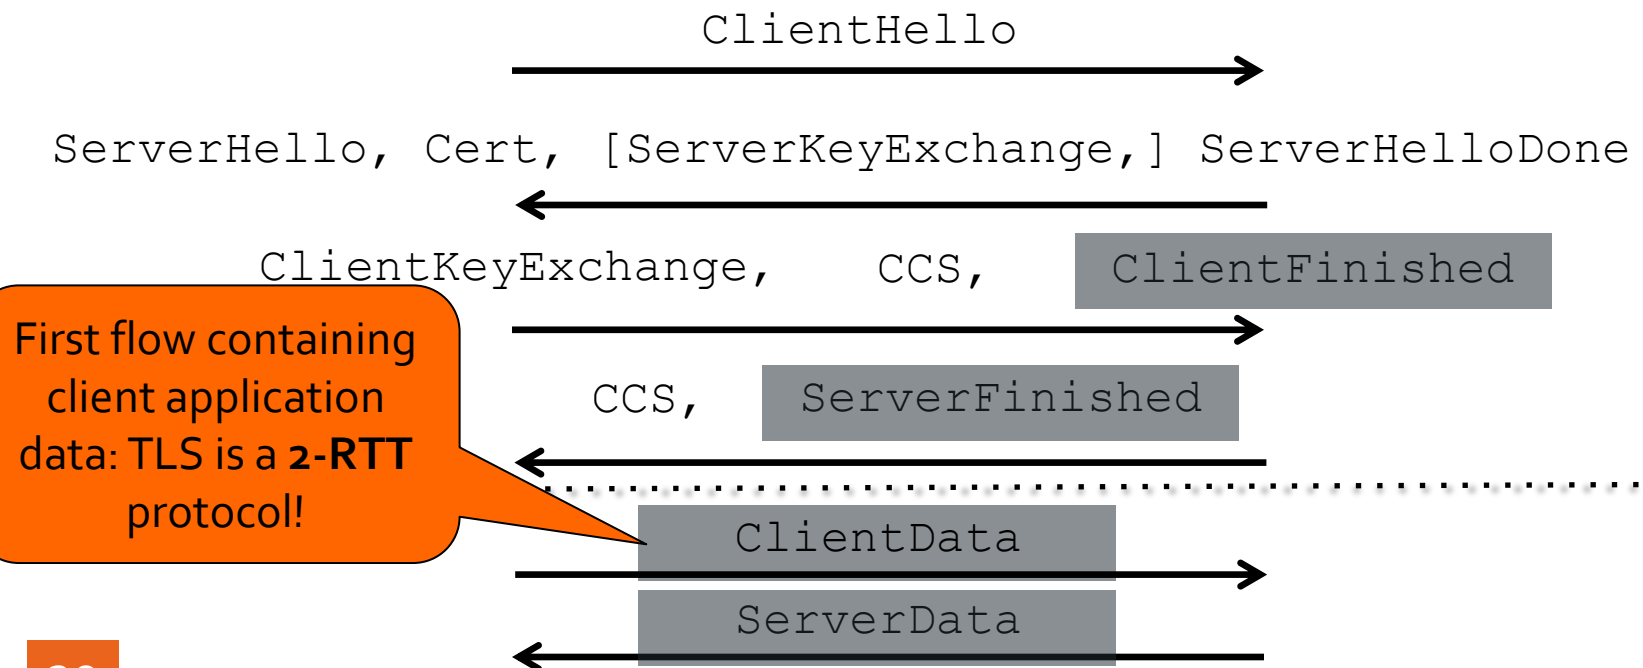 ClientHello
ServerHello, Cert, [ServerKeyExchange,] ServerHelloDone
ClientKeyExchange, CCS, ClientFinished
First flow containing
client application
data: TLS is a 2-RTT
protocol!
CCS, ServerFinished
ClientData
ServerData